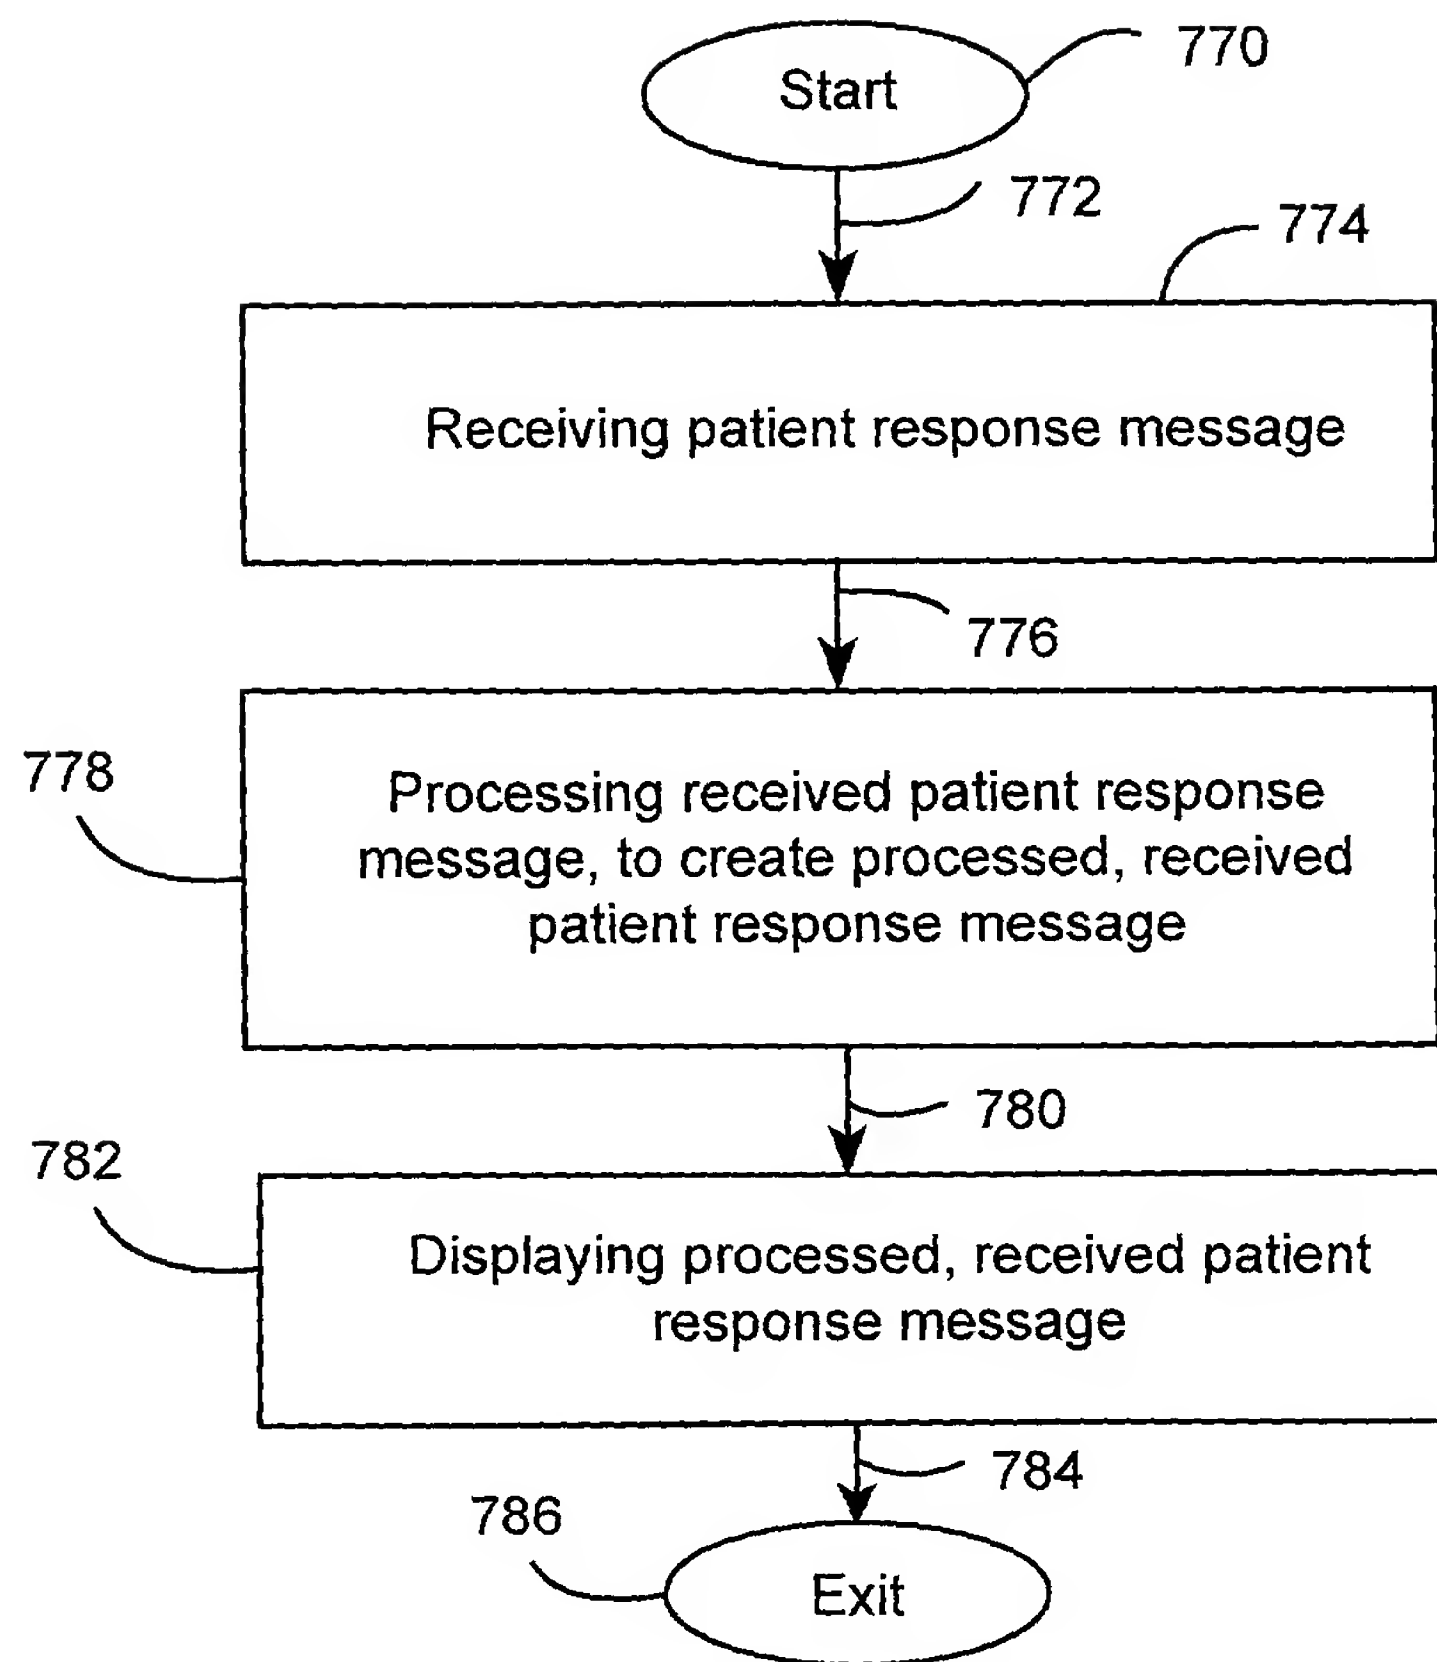 Start
770
772
774
Receiving patient response message
776
778
Processing received patient response
message, to create processed, received
patient response message
780
782
Displaying processed, received patient
response message
784
786
Exit